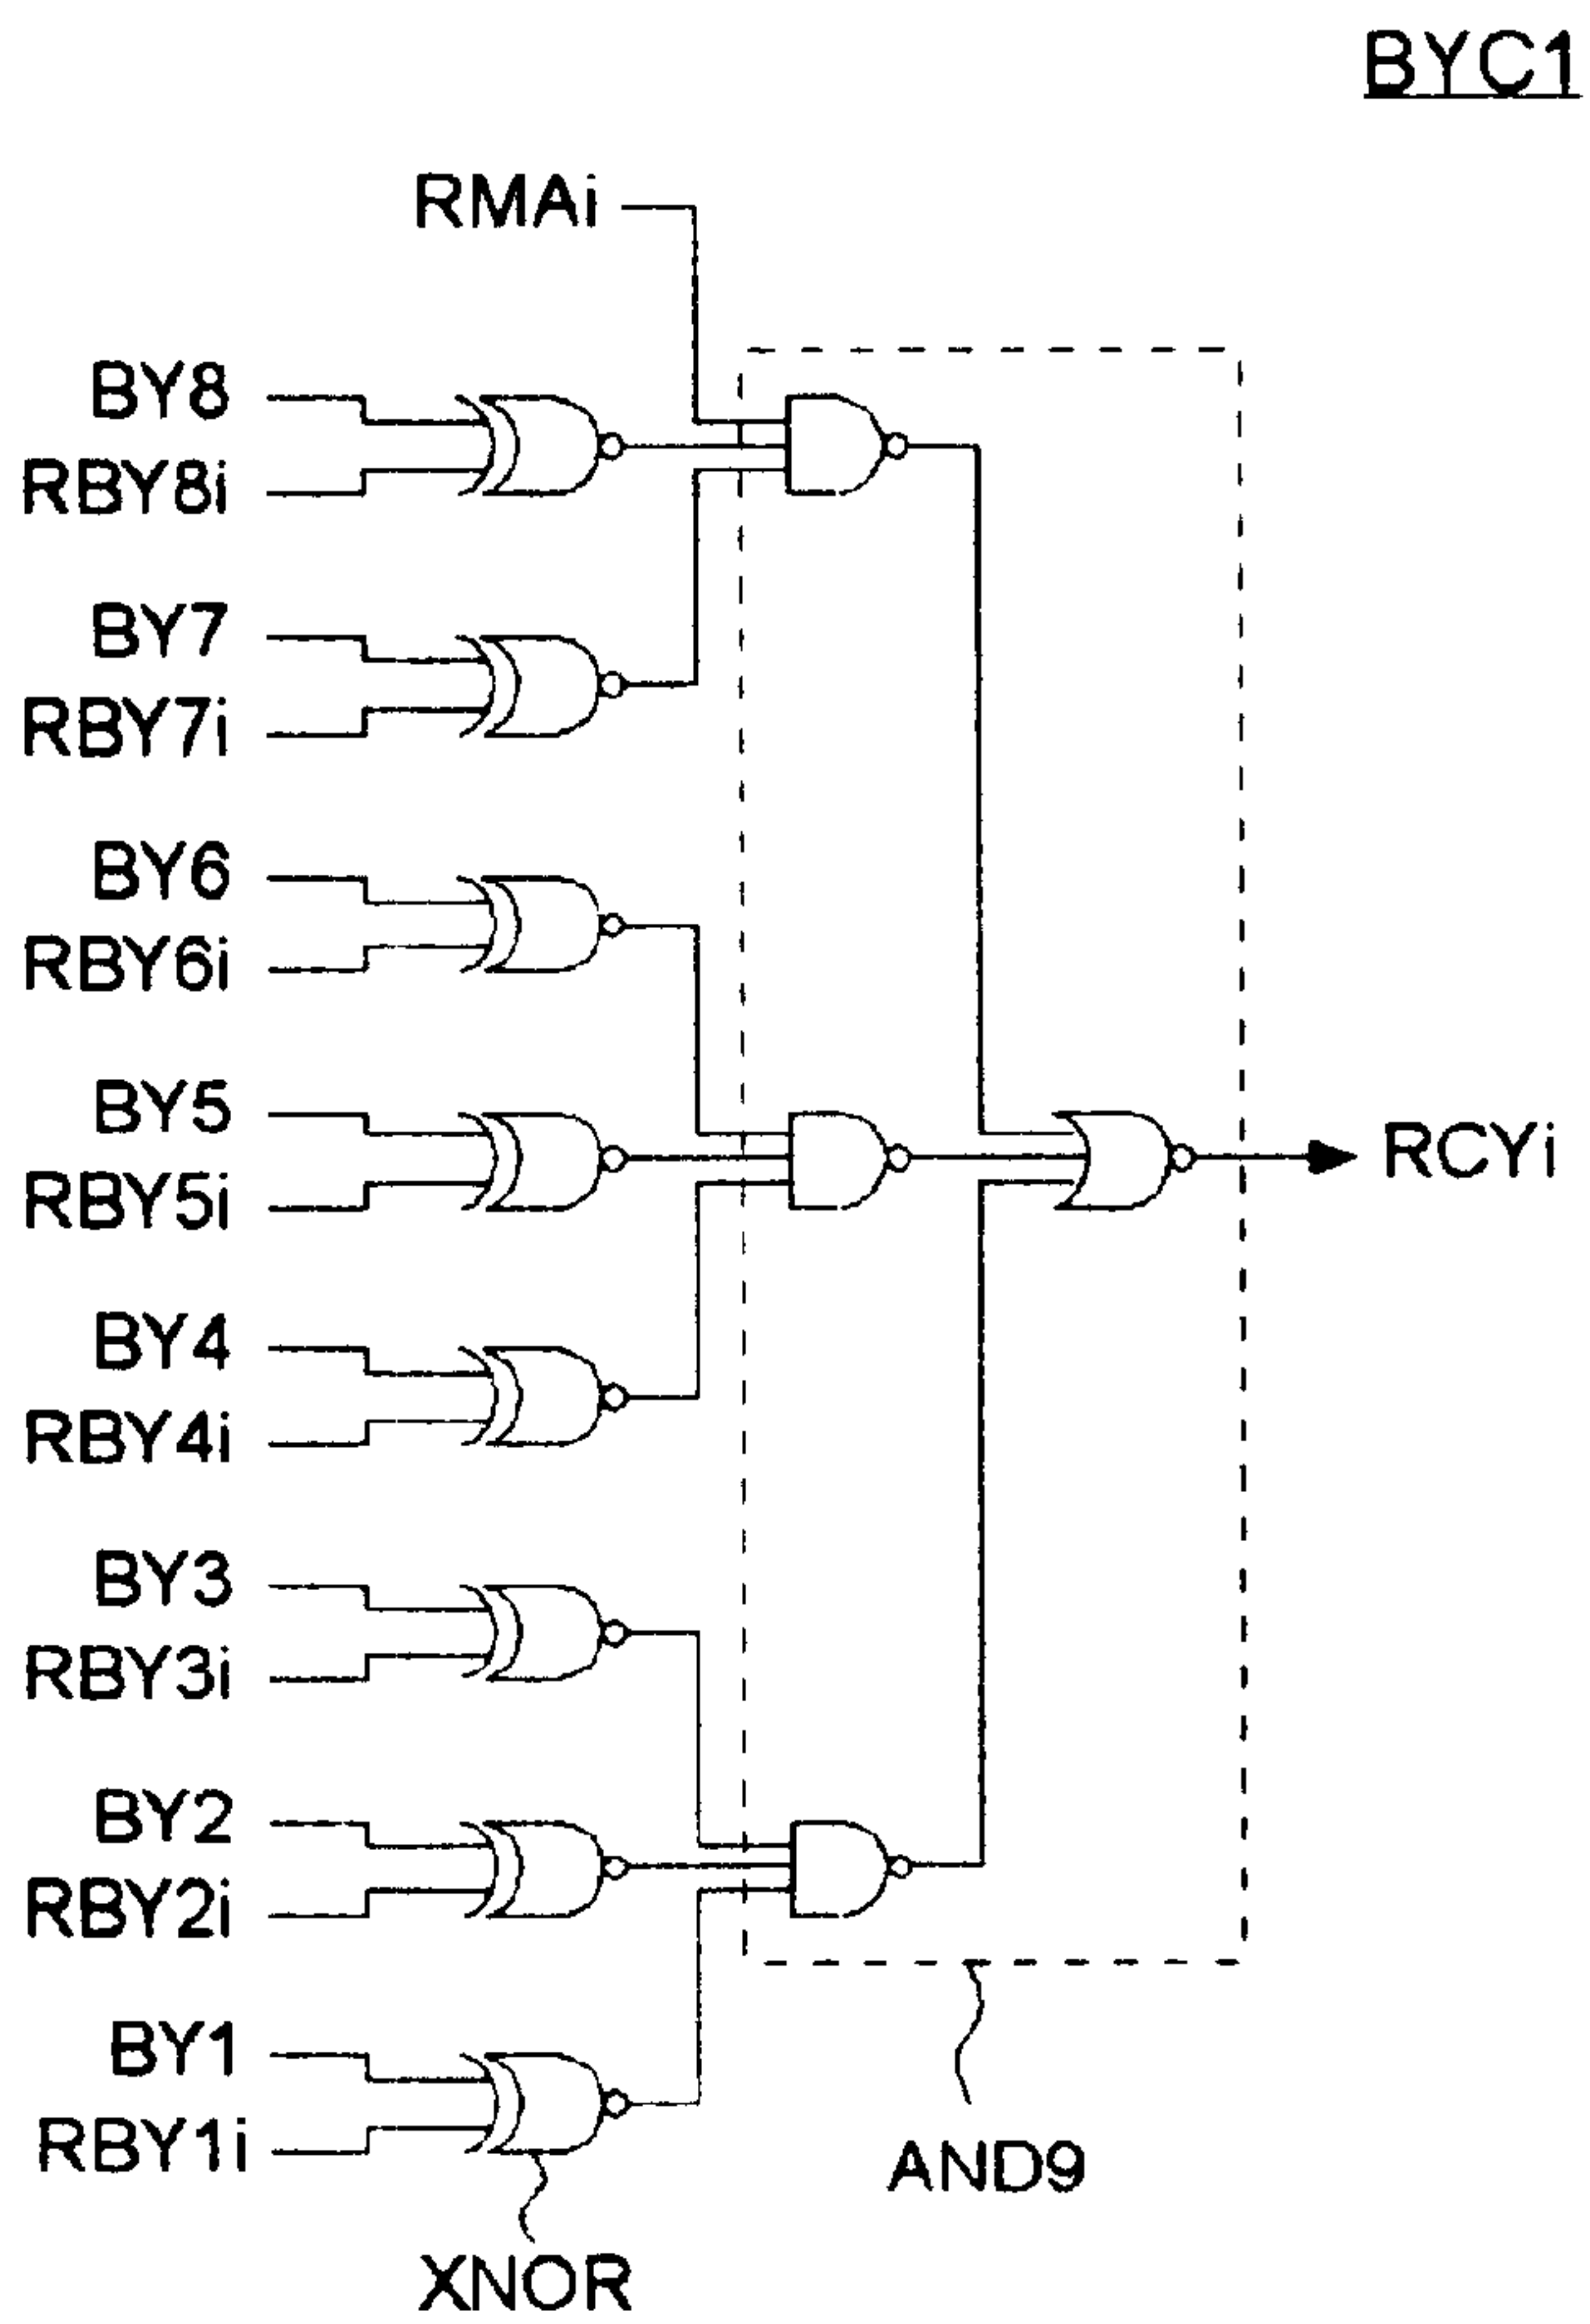 BYC1
RMAi
BY8
RBY8i
BY7
RBY7i
BY6
RBY6i
BY5
RBY5i
RCYi
BY4
RBY4i
BY3
RBY3i
BY2
RBY2i
BY1
RBY1i
AND9
XNOR